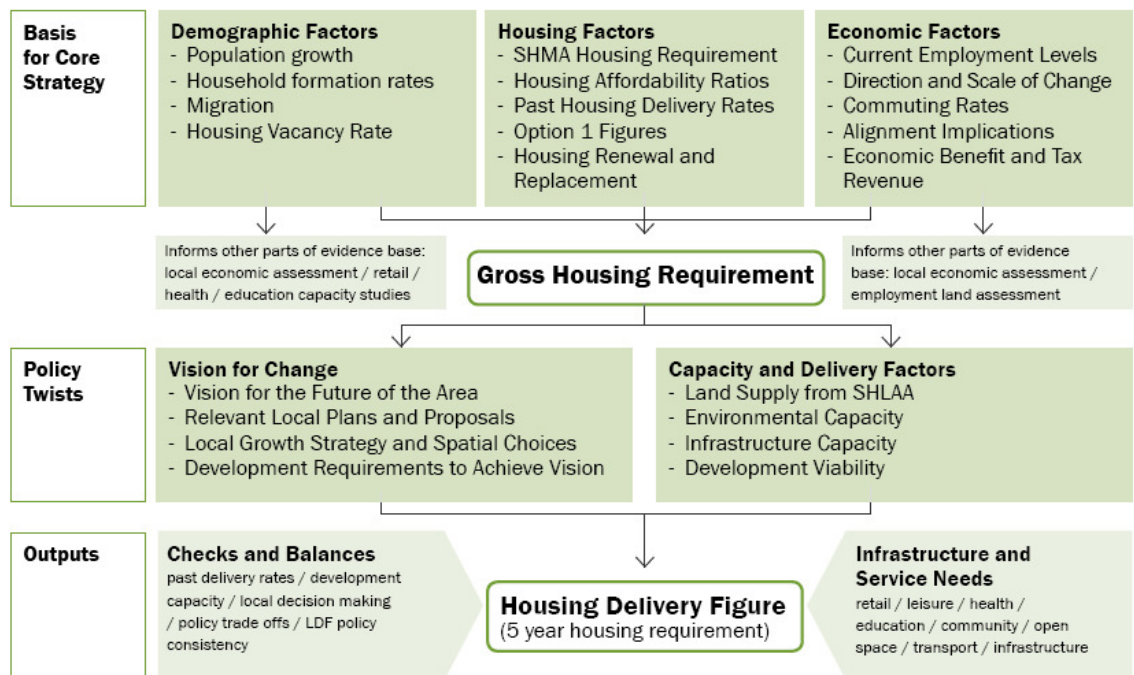 Basis
for Core
Strategy
Demographic Factors
- Population growth
- Household formation rates
- Migration
- Housing Vacancy Rate
Housing Factors
- SHMA Housing Requirement
- Housing Affordability Ratios
- Past Housing Delivery Rates
- Option 1 Figures
- Housing Renewal and
Replacement
Economic Factors
- Current Employment Levels
- Direction and Scale of Change
- Commuting Rates
- Alignment Implications
- Economic Benefit and Tax
Revenue
Informs other parts of evidence base:
local economic assessment / retail /
health / education capacity studies
Gross Housing Requirement
Informs other parts of evidence
base: local economic assessment /
employment land assessment
Policy
Twists
Vision for Change
- Vision for the Future of the Area
- Relevant Local Plans and Proposals
- Local Growth Strategy and Spatial Choices
- Development Requirements to Achieve Vision
Capacity and Delivery Factors
- Land Supply from SHLAA
- Environmental Capacity
- Infrastructure Capacity
- Development Viability
Outputs
Checks and Balances
past delivery rates / development
capacity / local decision making
/ policy trade offs / LDF policy
consistency
Housing Delivery Figure
(5 year housing requirement)
Infrastructure and
Service Needs
retail / leisure / health /
education / community / open
space / transport / infrastructure